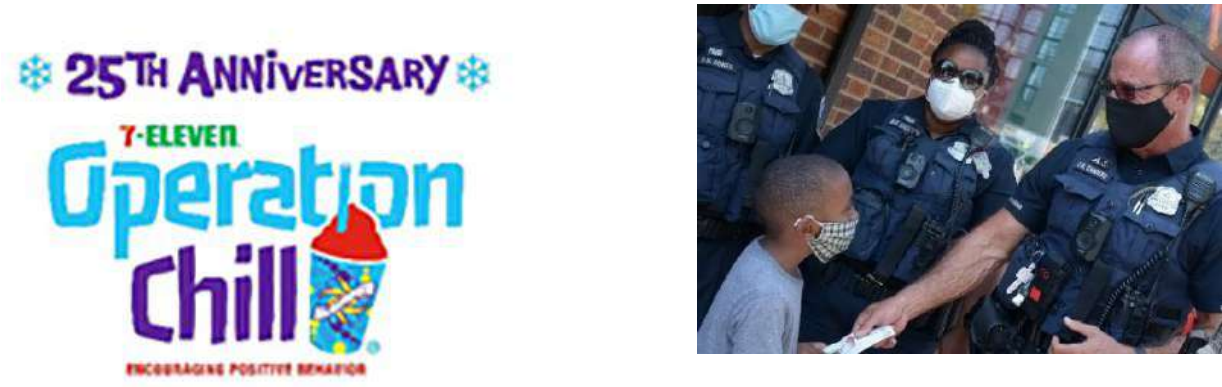 25TH ANNiVERSARY
7-ELEVEn
Operation
Chill
ENCOURAGING POSITIVE BEHAVIOR